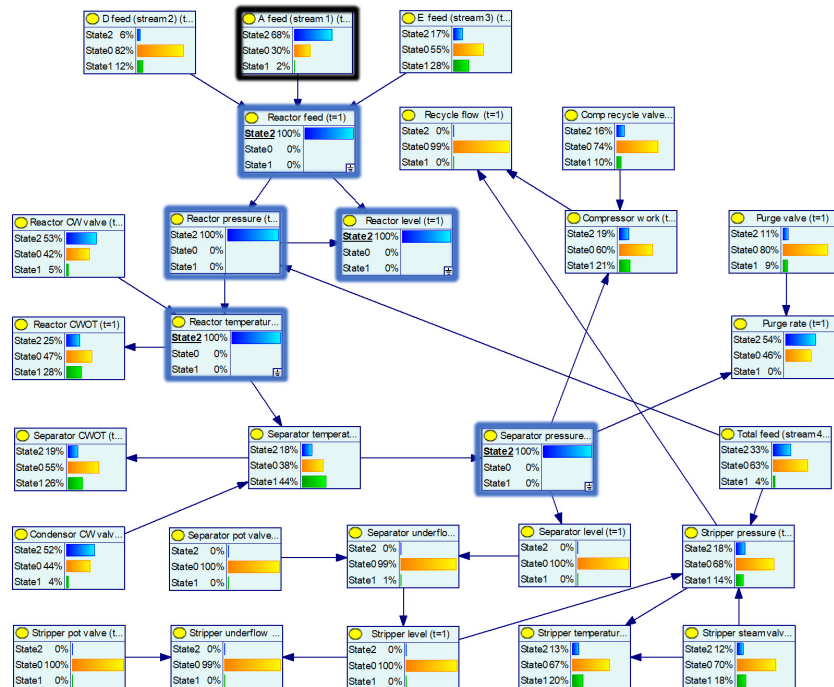 D feed (stream 2) (t...
State2 6%
State0 82%
State1 12%
A feed (stream 1) (t...
State2 68%
State0 30%
State1 2%
E feed (stream 3) (t...
State2 17%
State0 55%
State1 28%
Reactor feed (t=1)
State2 100%
State0 0%
State1 0%
Recycle flow (t=1)
State2 0%
State0 99%
State1 0%
Comp recycle valve...
State2 16%
State0 74%
State1 10%
Reactor CW valve (t...
State2 53%
State0 42%
State1 5%
Reactor pressure (t...
State2 100%
State0 0%
State1 0%
Reactor level (t=1)
State2 100%
State0 0%
State1 0%
Compressor work (t...
State2 19%
State0 60%
State1 21%
Purge valve (t=1)
State2 11%
State0 80%
State1 9%
Reactor CWOT (t=1)
State2 25%
State0 47%
State1 28%
Reactor temperatur...
State2 100%
State0 0%
State1 0%
Purge rate (t=1)
State2 54%
State0 46%
State1 0%
Separator CWOT (t...
State2 19%
State0 55%
State1 26%
Separator temperat...
State2 18%
State0 38%
State1 44%
Separator pressure...
State2 100%
State0 0%
State1 0%
Total feed (stream 4...
State2 33%
State0 63%
State1 4%
Condensor CW valv...
State2 52%
State0 44%
State1 4%
Separator pot valve...
State2 0%
State0 100%
State1 0%
Separator underflo...
State2 0%
State0 99%
State1 1%
Separator level (t=1)
State2 0%
State0 100%
State1 0%
Stripper pressure (t...
State2 18%
State0 68%
State1 14%
Stripper pot valve (t...
State2 0%
State0 100%
State1 0%
Stripper underflow ...
State2 0%
State0 99%
State1 0%
Stripper level (t=1)
State2 0%
State0 100%
State1 0%
Stripper temperatur...
State2 13%
State0 67%
State1 20%
Stripper steam valv...
State2 12%
State0 70%
State1 18%